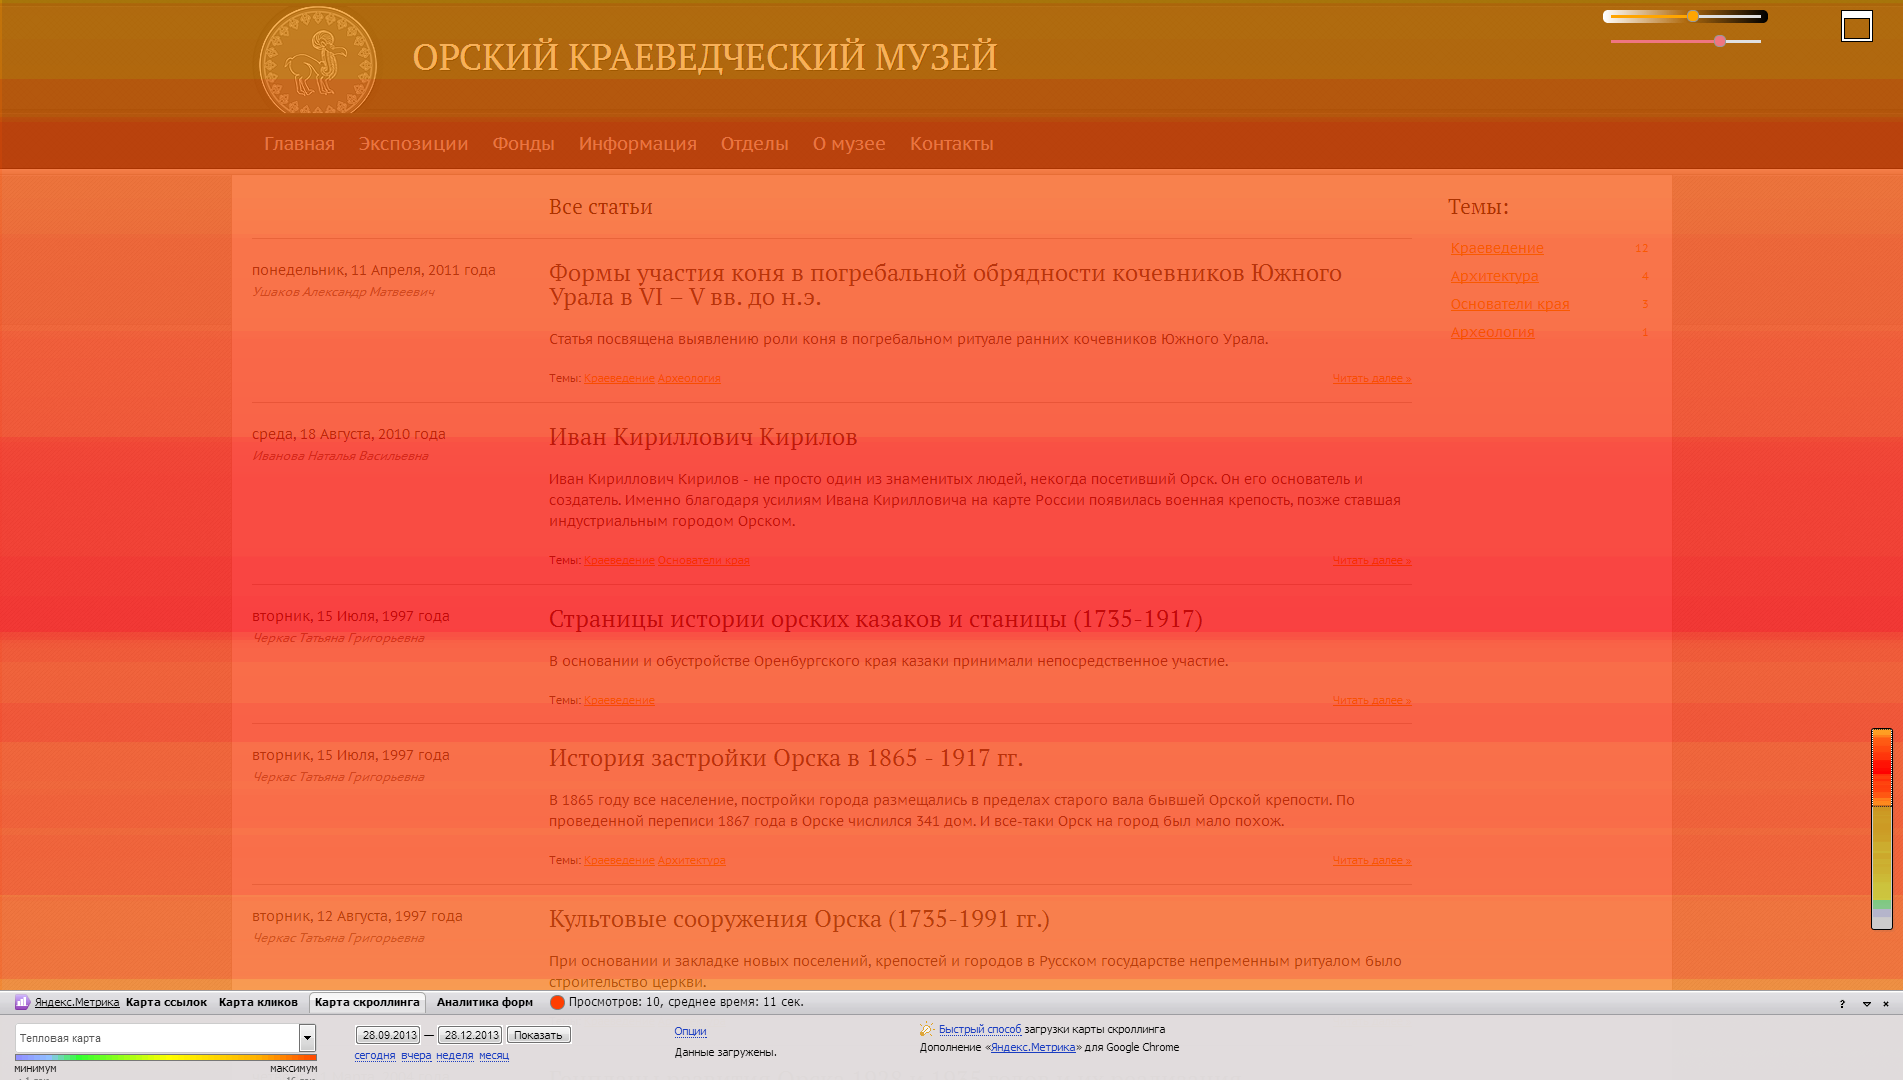 ОРСКИЙ КРАЕВЕДЧЕСКИЙ МУЗЕЙ
Главная Экспозиции Фонды Информация Отделы О музее Контакты
Все статьи
понедельник, 11 Апреля, 2011 года
Ушаков Александр Матвеевич
Формы участия коня в погребальной обрядности кочевников Южного
Урала в VI – V вв. до н.э.
Статья посвящена выявлению роли коня в погребальном ритуале ранних кочевников Южного Урала.
Темы: Краеведение Археология Читать далее »
среда, 18 Августа, 2010 года
Иванова Наталья Васильевна
Иван Кириллович Кирилов
Иван Кириллович Кирилов - не просто один из знаменитых людей, некогда посетивший Орск. Он его основатель и
создатель. Именно благодаря усилиям Ивана Кирилловича на карте России появилась военная крепость, позже ставшая
индустриальным городом Орском.
Темы: Краеведение Основатели края Читать далее »
вторник, 15 Июля, 1997 года
Черкас Татьяна Григорьевна
Страницы истории орских казаков и станицы (1735-1917)
В основании и обустройстве Оренбургского края казаки принимали непосредственное участие.
Темы: Краеведение Читать далее »
вторник, 15 Июля, 1997 года
Черкас Татьяна Григорьевна
История застройки Орска в 1865 - 1917 гг.
В 1865 году все население, постройки города размещались в пределах старого вала бывшей Орской крепости. По
проведенной переписи 1867 года в Орске числился 341 дом. И все-таки Орск на город был мало похож.
Темы: Краеведение Архитектура Читать далее »
вторник, 12 Августа, 1997 года
Черкас Татьяна Григорьевна
Культовые сооружения Орска (1735-1991 гг.)
При основании и закладке новых поселений, крепостей и городов в Русском государстве непременным ритуалом было
строительство церкви.
Темы:
Краеведение 12
Архитектура 4
Основатели края 3
Археология 1
Яндекс.Метрика Карта ссылок Карта кликов Карта скроллинга Аналитика форм Просмотров: 10, среднее время: 11 сек. ?
Тепловая карта
минимум максимум
28.09.2013 — 28.12.2013 Показать
сегодня вчера неделя месяц
Опции
Данные загружены.
Быстрый способ загрузки карты скроллинга
Дополнение «Яндекс.Метрика» для Google Chrome